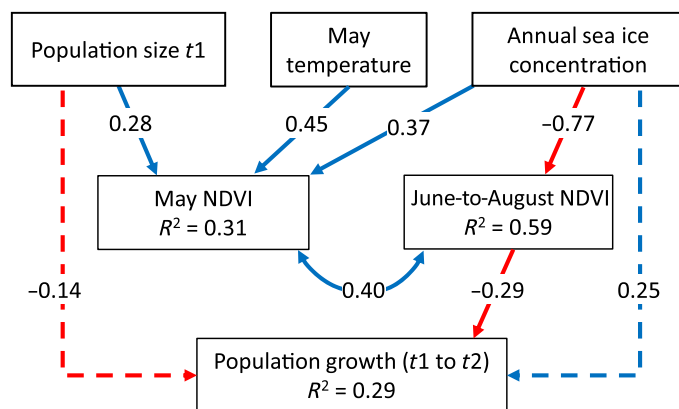 Population size t1
May
temperature
Annual sea ice
concentration
0.28
0.45
0.37
−0.77
May NDVI
R² = 0.31
June-to-August NDVI
R² = 0.59
−0.14
0.40
−0.29
0.25
Population growth (t1 to t2)
R² = 0.29